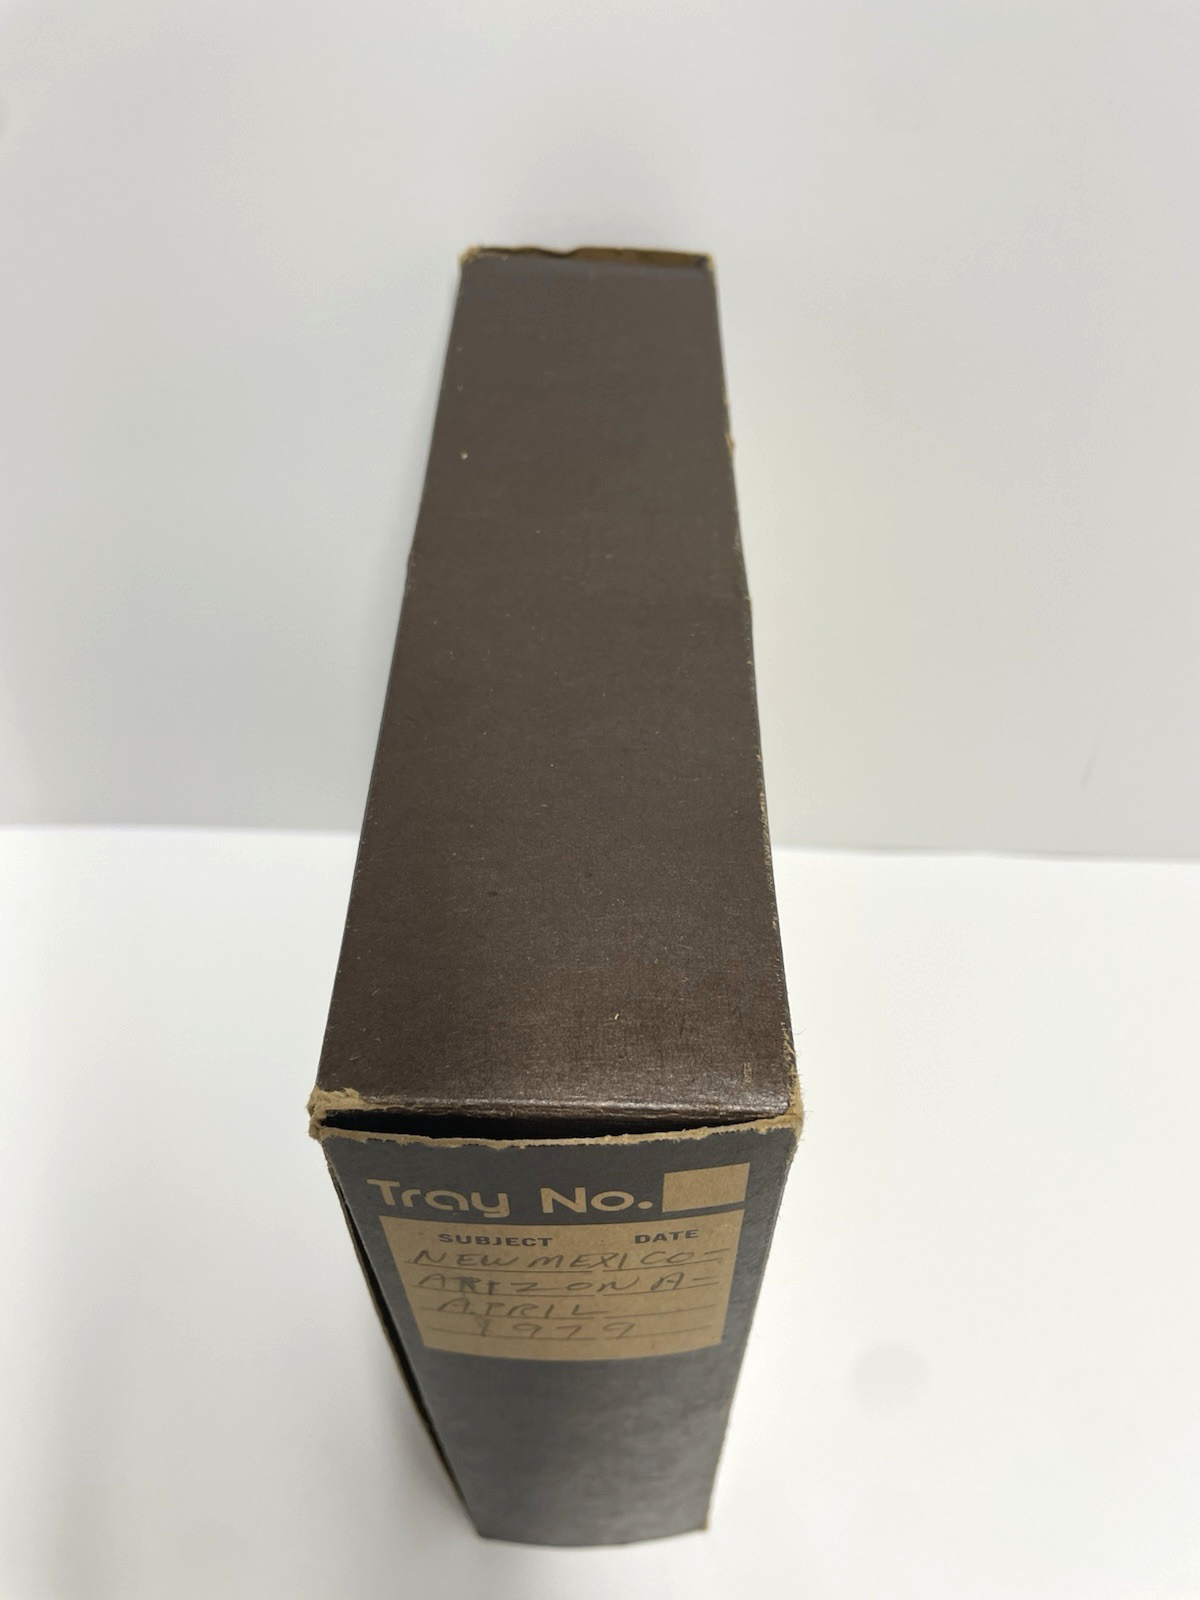 Tray No.
SUBJECT DATE
NEW MEXICO-
ARIZONA-
APRIL
1979